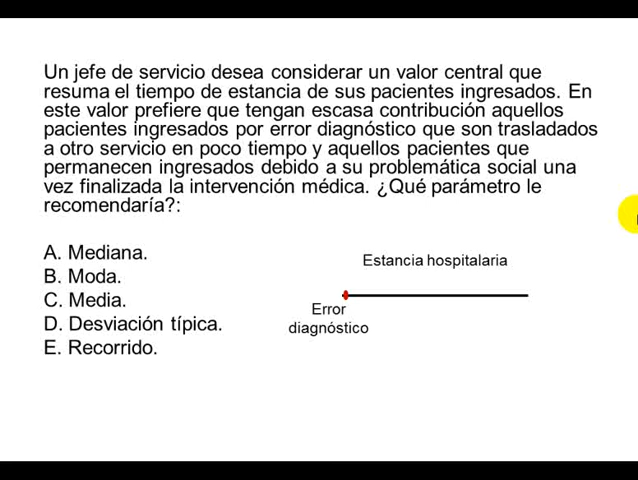 Un jefe de servicio desea considerar un valor central que
resuma el tiempo de estancia de sus pacientes ingresados. En
este valor prefiere que tengan escasa contribución aquellos
pacientes ingresados por error diagnóstico que son trasladados
a otro servicio en poco tiempo y aquellos pacientes que
permanecen ingresados debido a su problemática social una
vez finalizada la intervención médica. ¿Qué parámetro le
recomendaría?:
A. Mediana.
B. Moda.
C. Media.
D. Desviación típica.
E. Recorrido.
Estancia hospitalaria
Error
diagnóstico